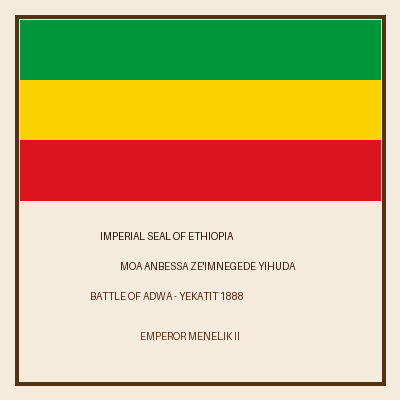 IMPERIAL SEAL OF ETHIOPIA
MOA ANBESSA ZE'IMNEGEDE YIHUDA
BATTLE OF ADWA - YEKATIT 1888
EMPEROR MENELIK II